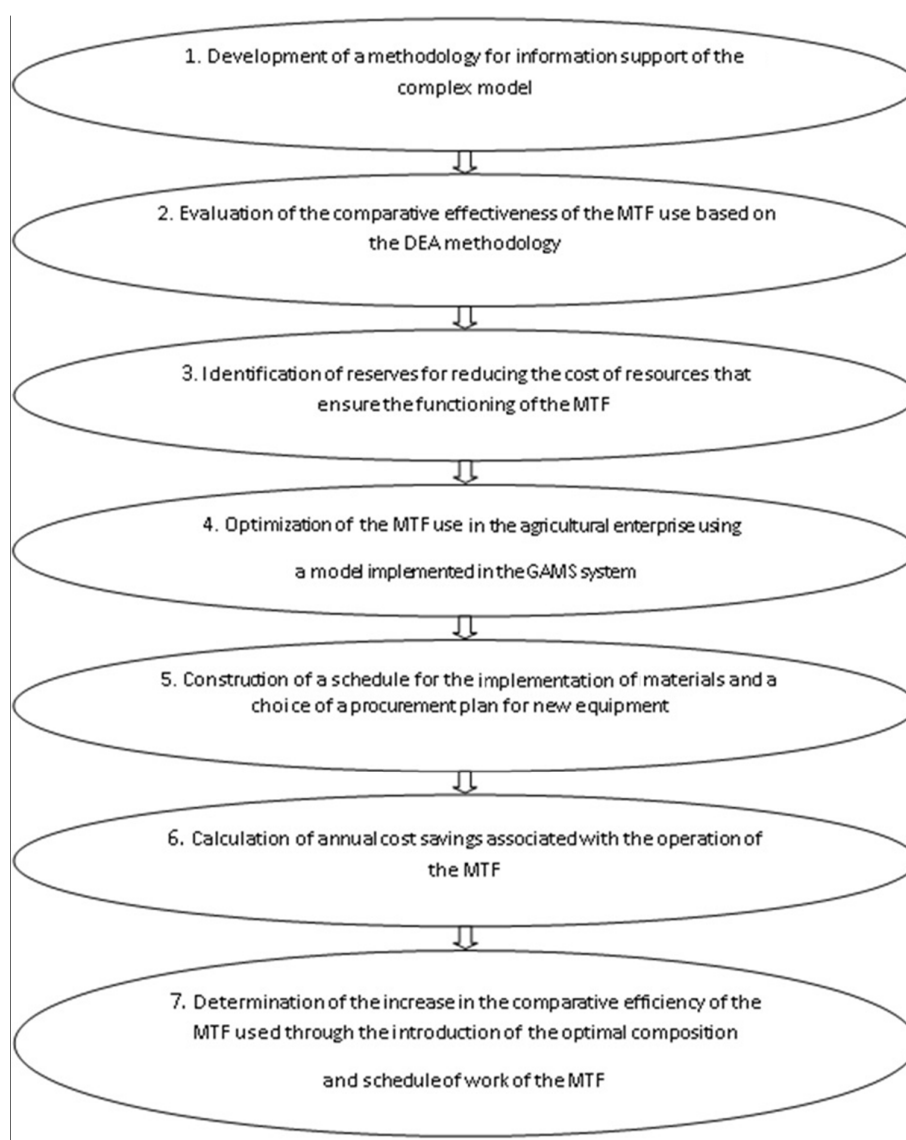 1. Development of a methodology for information support of the
complex model
2. Evaluation of the comparative effectiveness of the MTF use based on
the DEA methodology
3. Identification of reserves for reducing the cost of resources that
ensure the functioning of the MTF
4. Optimization of the MTF use in the agricultural enterprise using
a model implemented in the GAMS system
5. Construction of a schedule for the implementation of materials and a
choice of a procurement plan for new equipment
6. Calculation of annual cost savings associated with the operation of
the MTF
7. Determination of the increase in the comparative efficiency of the
MTF used through the introduction of the optimal composition
and schedule of work of the MTF